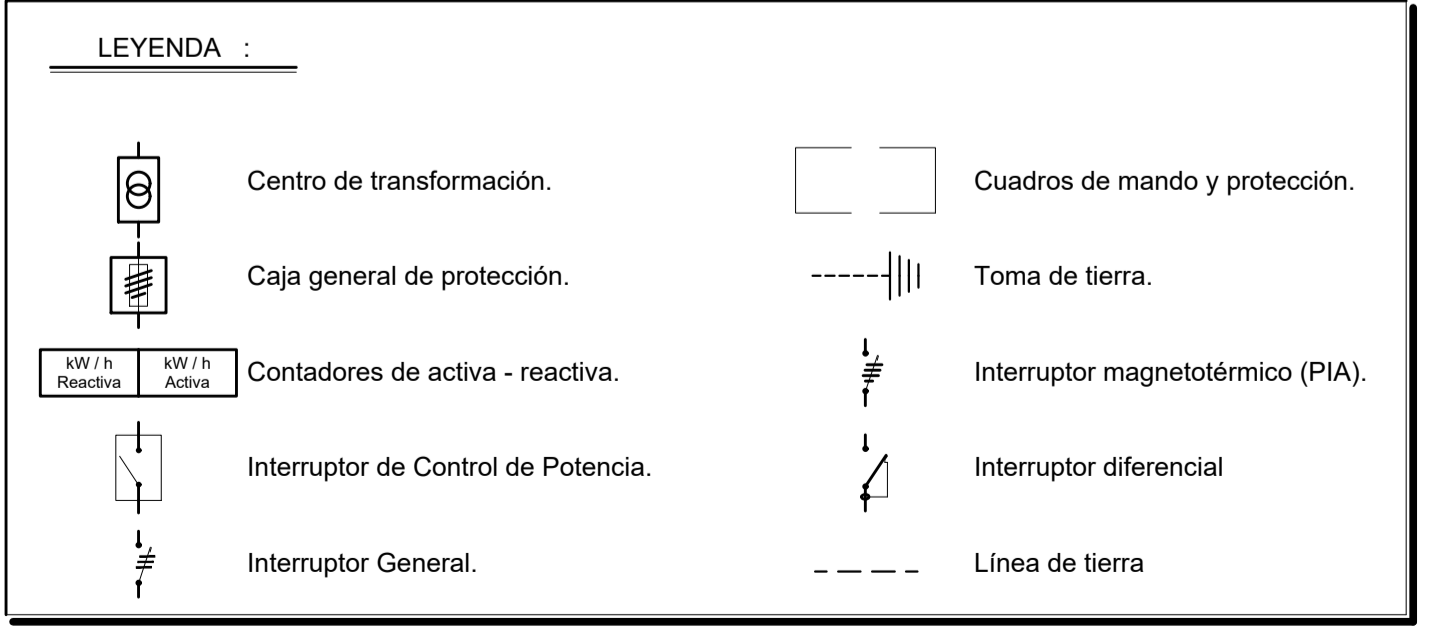 LEYENDA :
Centro de transformación.
Caja general de protección.
kW / h
Reactiva
kW / h
Activa
Contadores de activa - reactiva.
Interruptor de Control de Potencia.
Interruptor General.
Cuadros de mando y protección.
Toma de tierra.
Interruptor magnetotérmico (PIA).
Interruptor diferencial
Línea de tierra